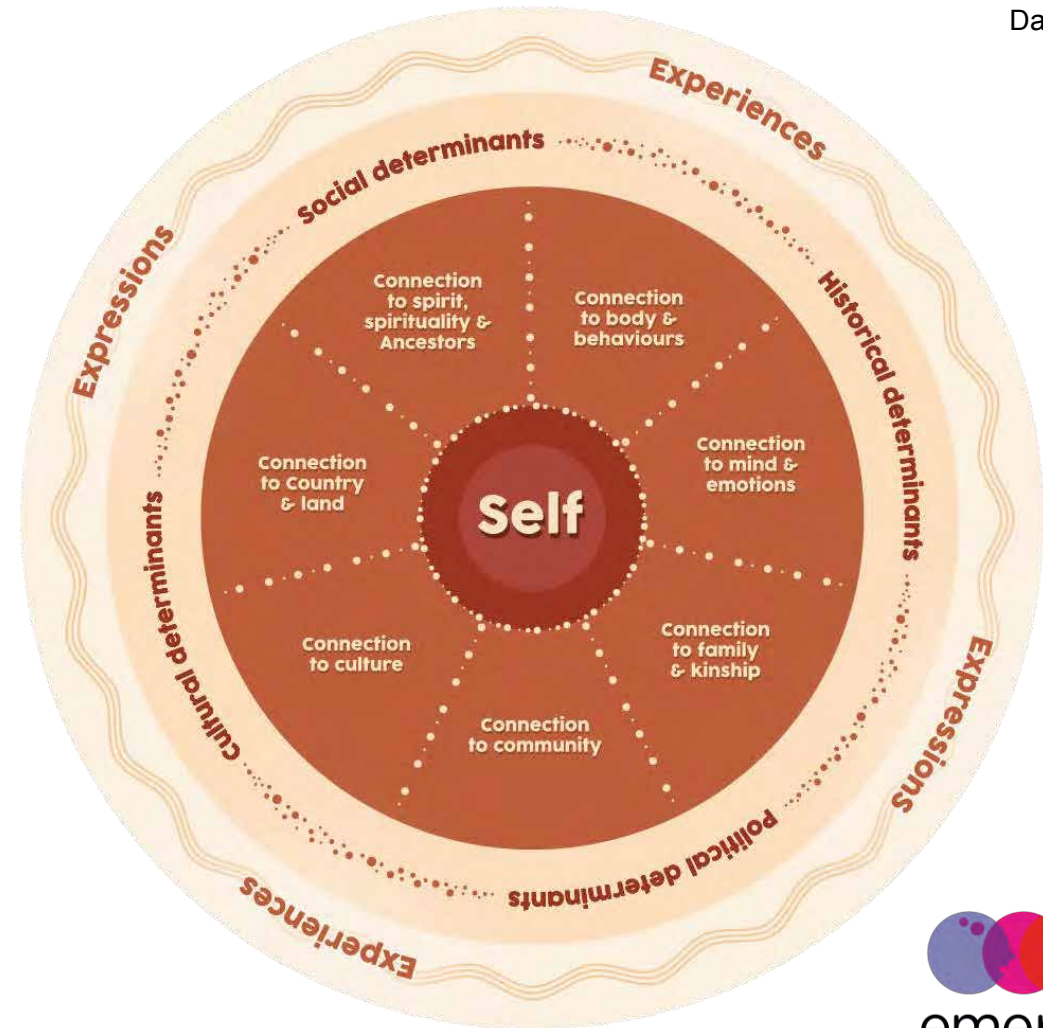 Da
Experiences
Social determinants
Historical determinants
Expressions
Connection
to spirit,
spirituality &
Ancestors
Connection
to body &
behaviours
Connection
to mind &
emotions
Connection
to Country
& land
Self
Connection
to culture
Connection
to family
& kinship
Connection
to community
Cultural determinants
Political determinants
Expressions
Experiences